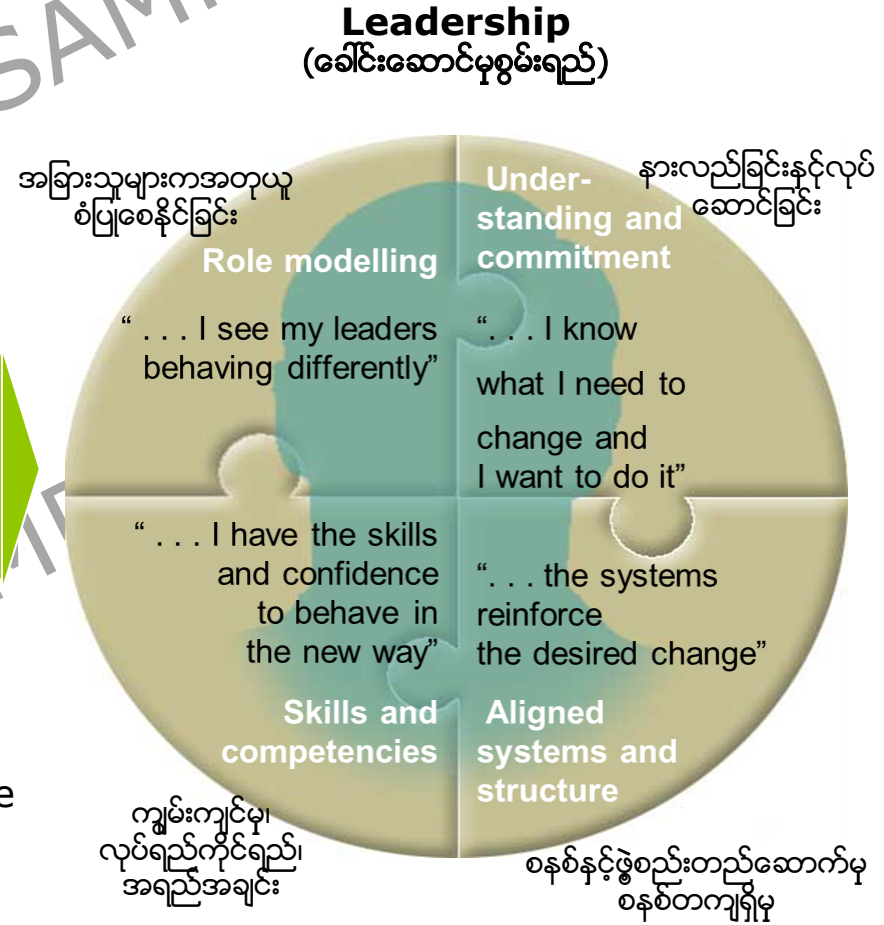 Leadership
(ခေါင်းဆောင်မှုစွမ်းရည်)
အခြားသူများကအတုယူ
စံပြုစေနိုင်ခြင်း
Role modelling
“ . . . I see my leaders
behaving differently”
Under-
standing and
commitment
နားလည်ခြင်းနှင့်လုပ်
ဆောင်ခြင်း
“. . . I know
what I need to
change and
I want to do it”
“ . . . I have the skills
and confidence
to behave in
the new way”
Skills and
competencies
ကျွမ်းကျင်မှု၊
လုပ်ရည်ကိုင်ရည်၊
အရည်အချင်း
“. . . the systems
reinforce
the desired change”
Aligned
systems and
structure
စနစ်နှင့်ဖွဲ့စည်းတည်ဆောက်မှု
စနစ်တကျရှိမှု